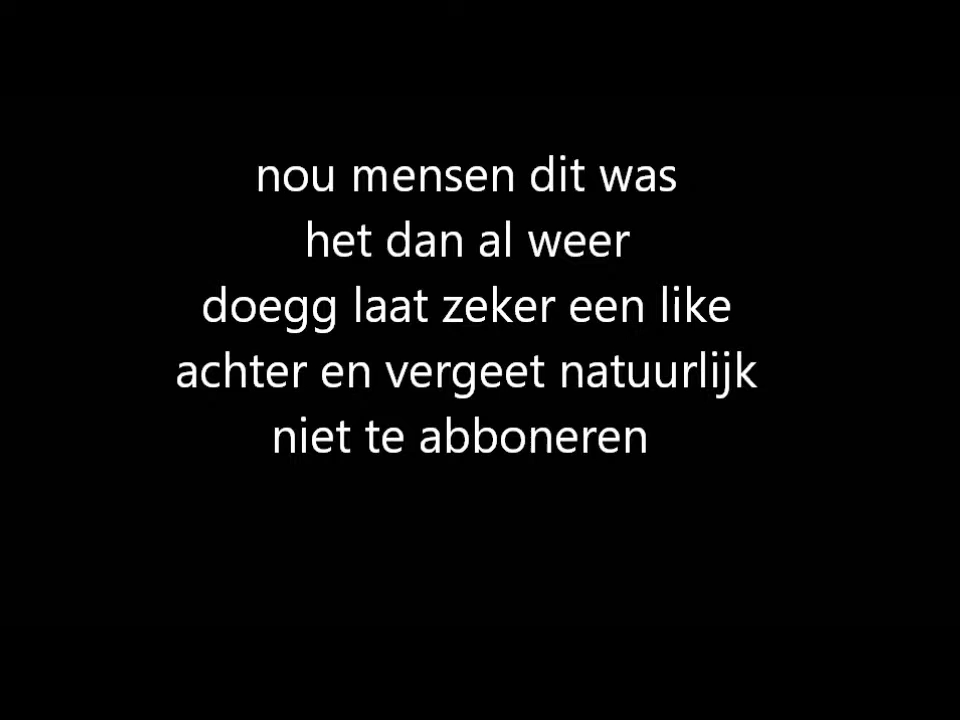 nou mensen dit was
het dan al weer
doegg laat zeker een like
achter en vergeet natuurlijk
niet te abboneren